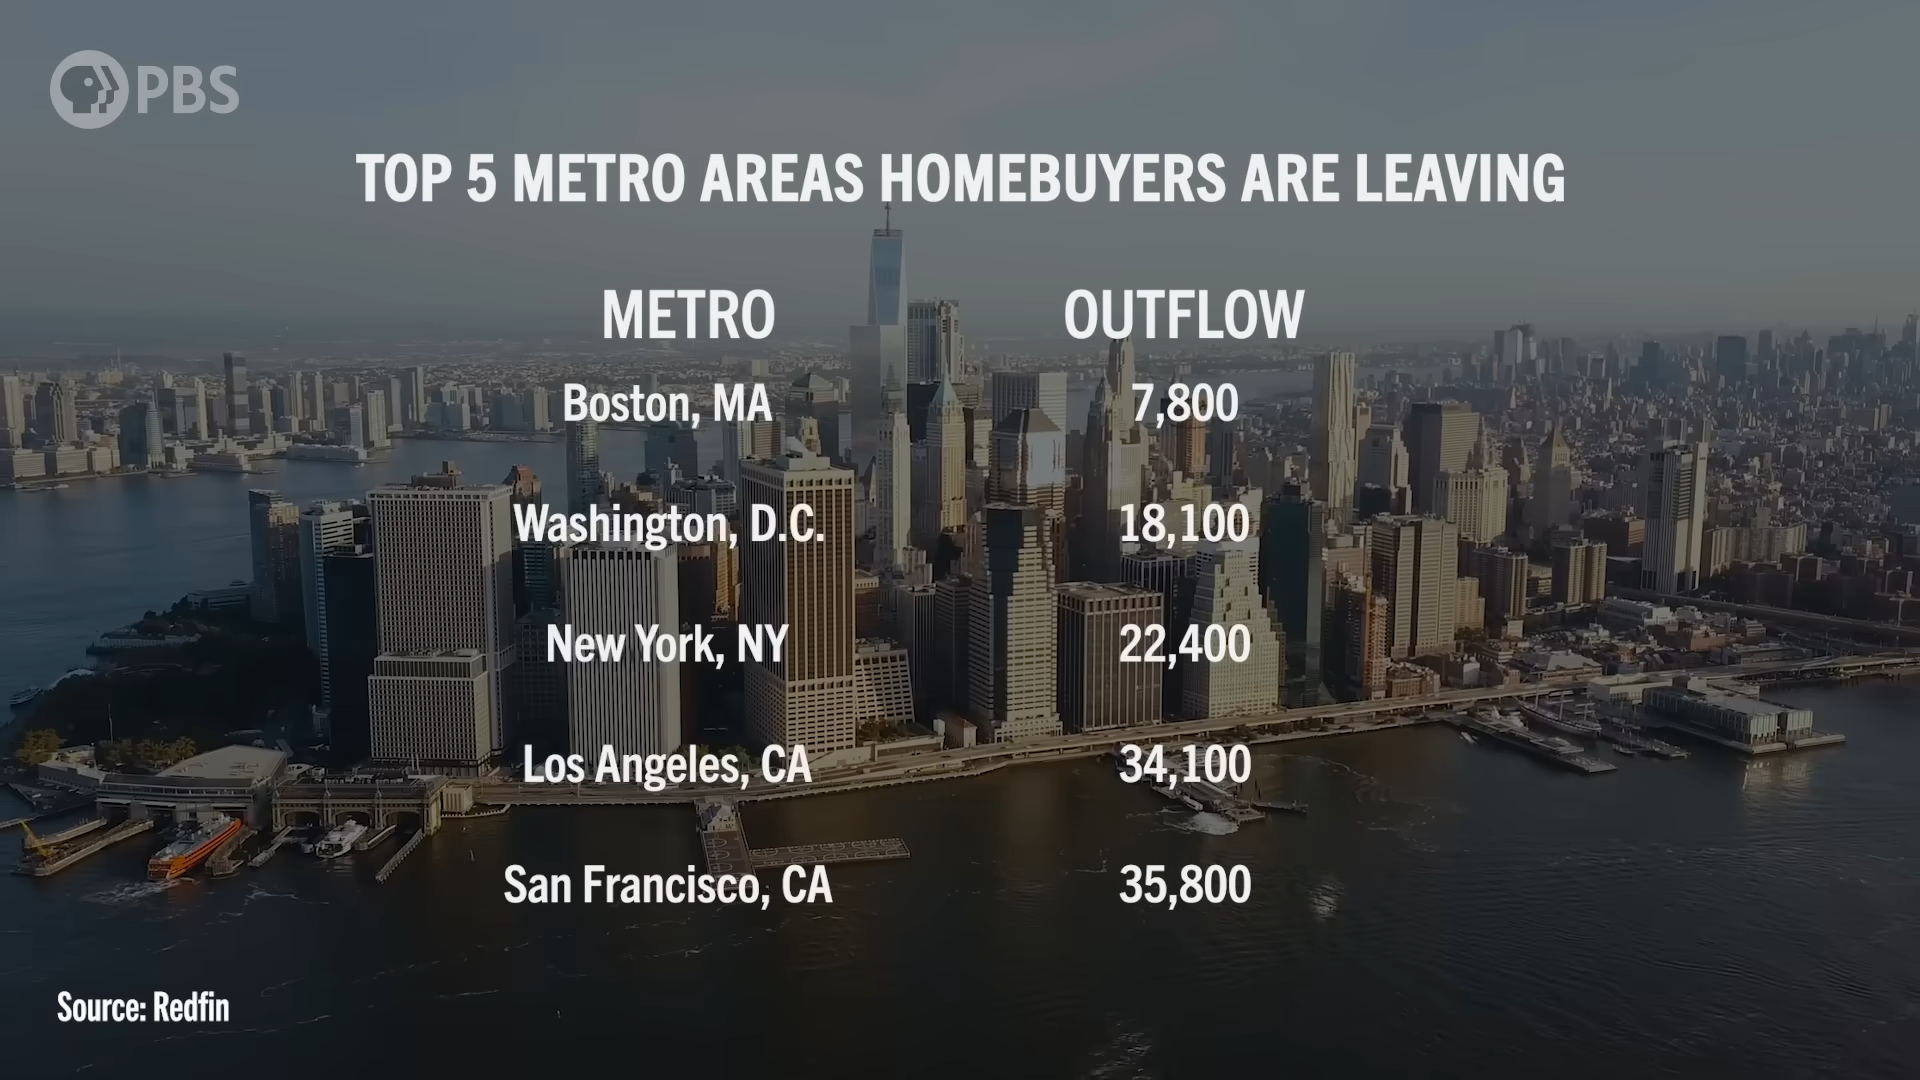 PBS
TOP 5 METRO AREAS HOMEBUYERS ARE LEAVING
METRO OUTFLOW
Boston, MA 7,800
Washington, D.C. 18,100
New York, NY 22,400
Los Angeles, CA 34,100
San Francisco, CA 35,800
Source: Redfin